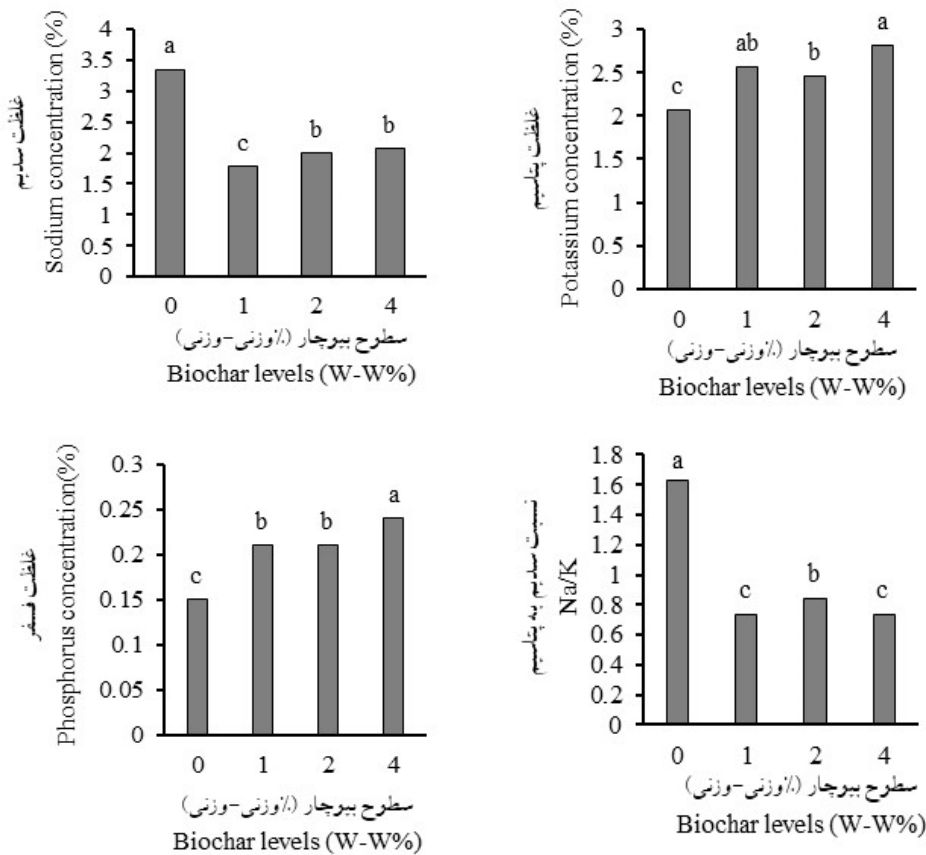 غلظت سدیم
Sodium concentration (%)
4
3.5
3
2.5
2
1.5
1
0.5
0
a
c
b
b
0 1 2 4
سطوح بیوچار (٪وزنی-وزنی)
Biochar levels (W-W%)
غلظت پتاسیم
Potassium concentration (%)
3
2.5
2
1.5
1
0.5
0
c
ab
b
a
0 1 2 4
سطوح بیوچار (٪وزنی-وزنی)
Biochar levels (W-W%)
غلظت فسفر
Phosphorus concentration(%)
0.3
0.25
0.2
0.15
0.1
0.05
0
c
b
b
a
0 1 2 4
سطوح بیوچار (٪وزنی-وزنی)
Biochar levels (W-W%)
نسبت سدیم به پتاسیم
Na/K
1.8
1.6
1.4
1.2
1
0.8
0.6
0.4
0.2
0
a
c
b
c
0 1 2 4
سطوح بیوچار (٪وزنی-وزنی)
Biochar levels (W-W%)